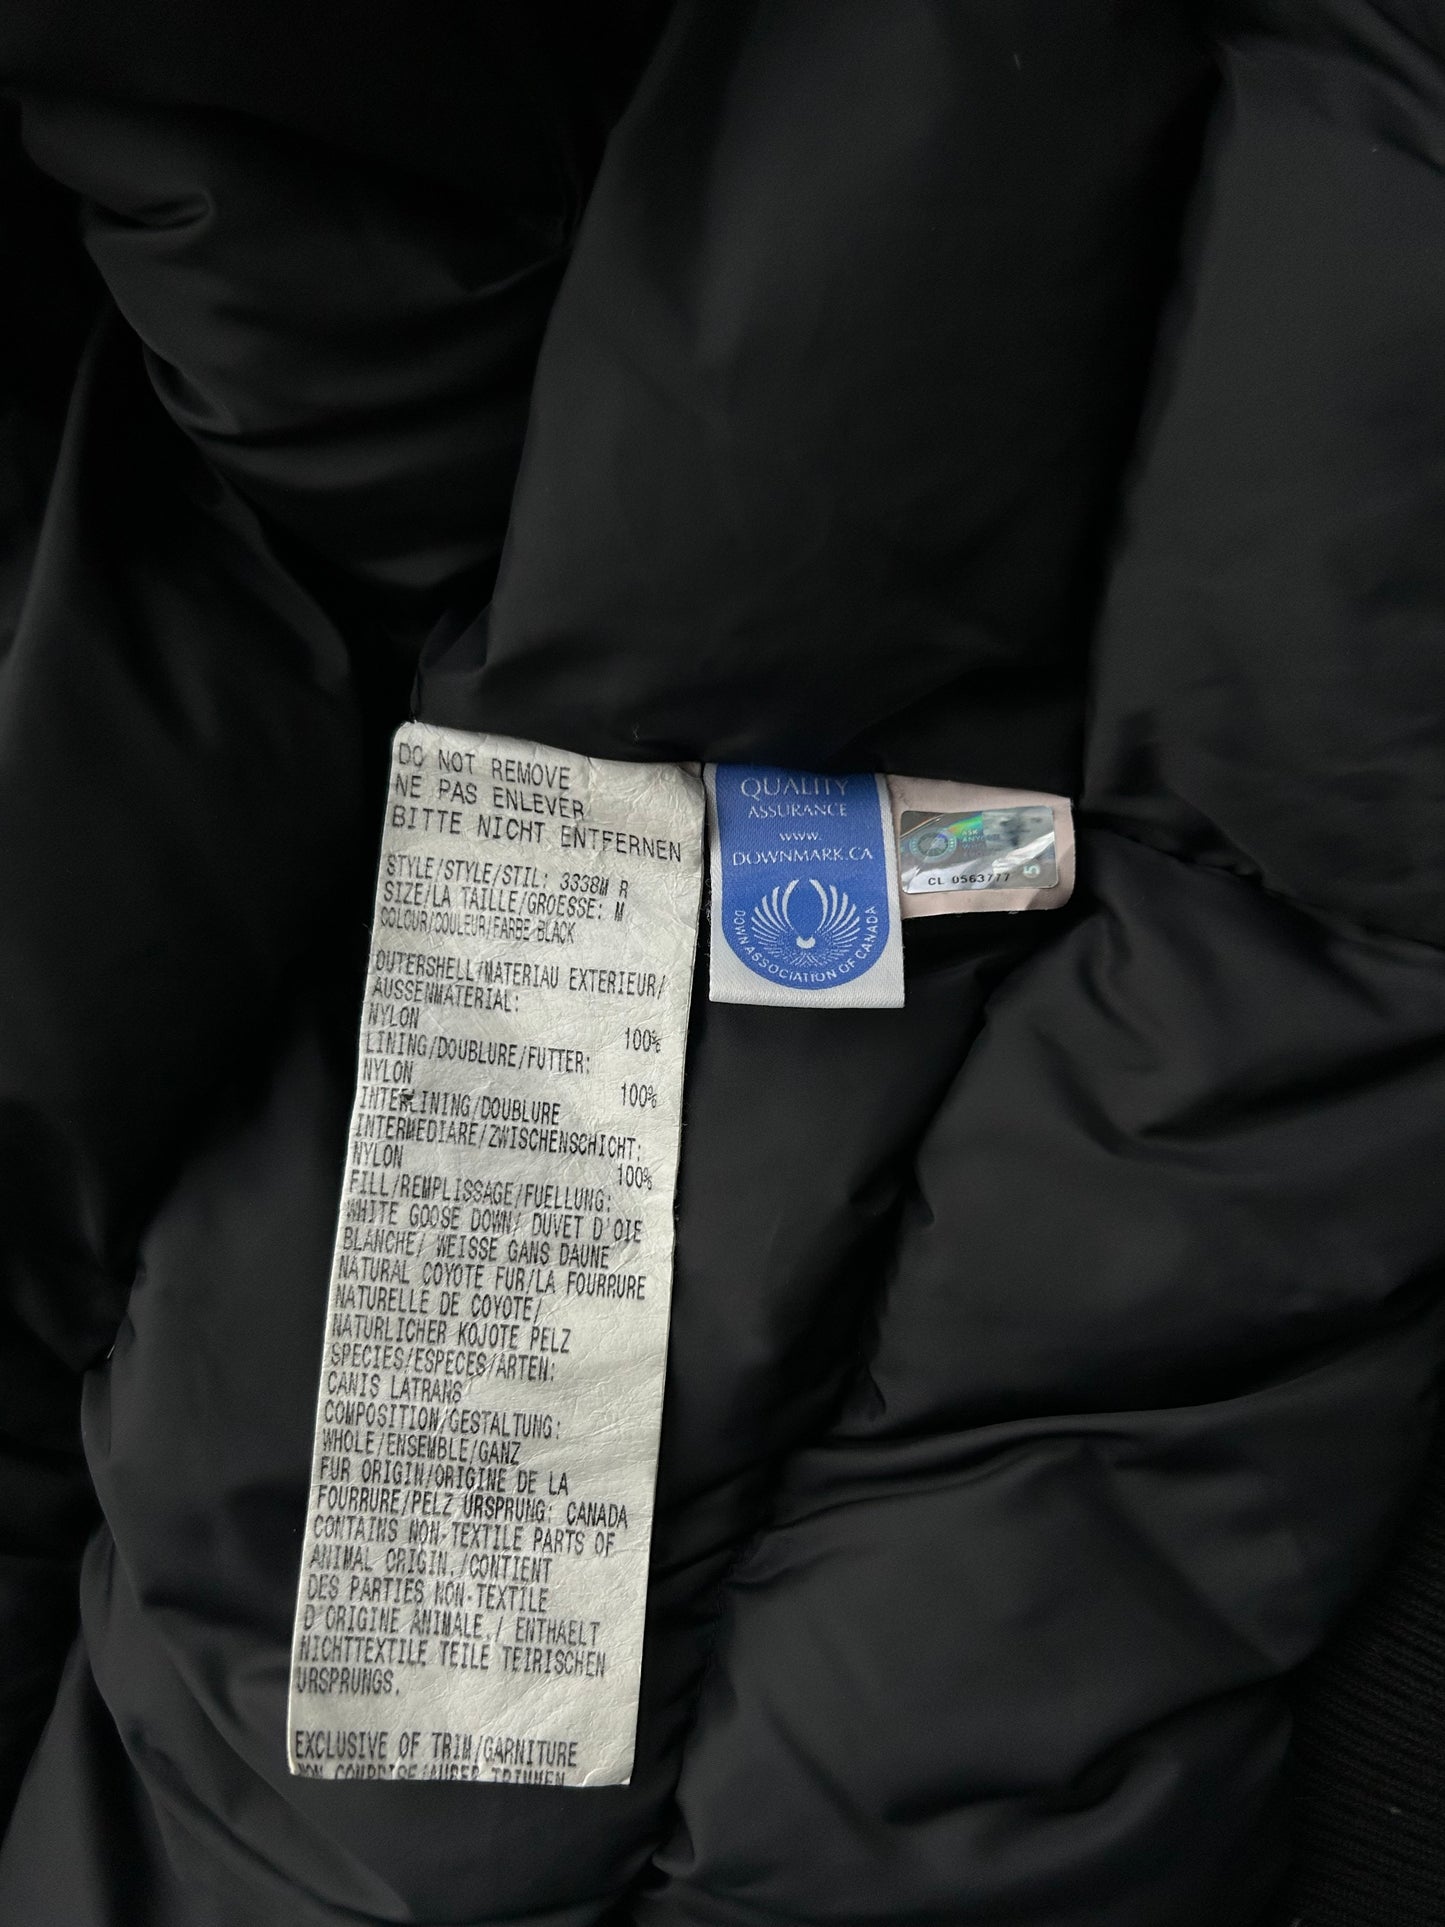 DO NOT REMOVE
NE PAS ENLEVER
BITTE NICHT ENTFERNEN
STYLE/STYLE/STIL: 3338M R
SIZE/LA TAILLE/GROESSE: M
COLOUR/COULEUR/FARBE BLACK
OUTERSHELL/MATERIAU EXTERIEUR/
AUSSENMATERIAL:
NYLON 100%
LINING/DOUBLURE/FUTTER:
NYLON 100%
INTERLINING/DOUBLURE
INTERMEDIARE/ZWISCHENSCHICHT:
NYLON 100%
FILL/REMPLISSAGE/FUELLUNG:
WHITE GOOSE DOWN/ DUVET D'OIE
BLANCHE/ WEISSE GANS DAUNE
NATURAL COYOTE FUR/LA FOURRURE
NATURELLE DE COYOTE/
NATURLICHER KOJOTE PELZ
SPECIES/ESPECES/ARTEN:
CANIS LATRANS
COMPOSITION/GESTALTUNG:
WHOLE/ENSEMBLE/GANZ
FUR ORIGIN/ORIGINE DE LA
FOURRURE/PELZ URSPRUNG: CANADA
CONTAINS NON-TEXTILE PARTS OF
ANIMAL ORIGIN./CONTIENT
DES PARTIES NON-TEXTILE
D'ORIGINE ANIMALE./ ENTHAELT
NICHTTEXTILE TEILE TEIRISCHEN
URSPRUNGS.
EXCLUSIVE OF TRIM/GARNITURE
NON COMPRISE/AUSER TRIMMEN
QUALITY
ASSURANCE
www.
DOWNMARK.CA
DOWN ASSOCIATION OF CANADA
ASK
CL 0563777
5